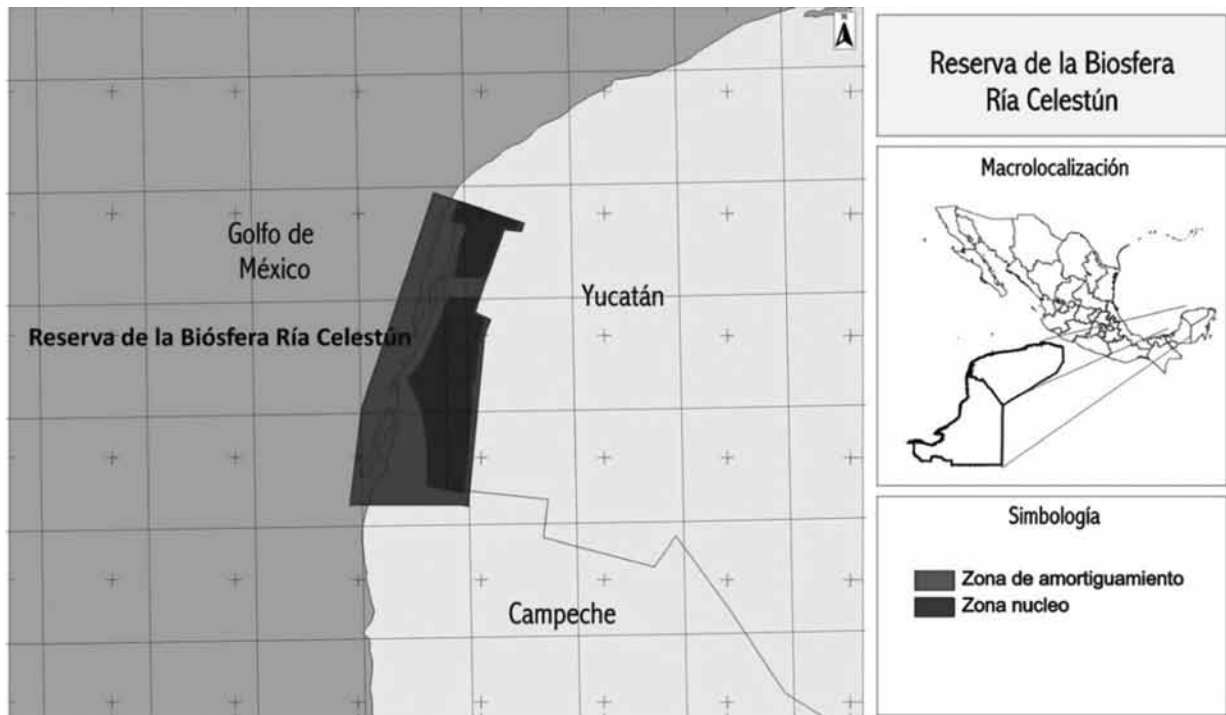 N
Golfo de
México
Yucatán
Reserva de la Biósfera Ría Celestún
Campeche
Reserva de la Biosfera
Ría Celestún
Macrolocalización
Simbología
Zona de amortiguamiento
Zona nucleo